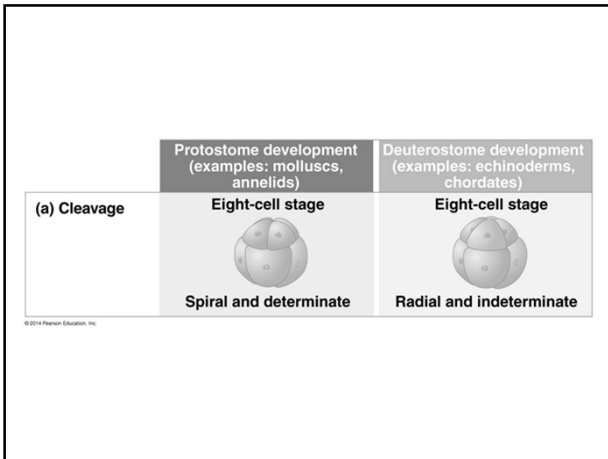 Protostome development
(examples: molluscs,
annelids)
Deuterostome development
(examples: echinoderms,
chordates)
(a) Cleavage
Eight-cell stage
Eight-cell stage
Spiral and determinate
Radial and indeterminate
© 2014 Pearson Education, Inc.